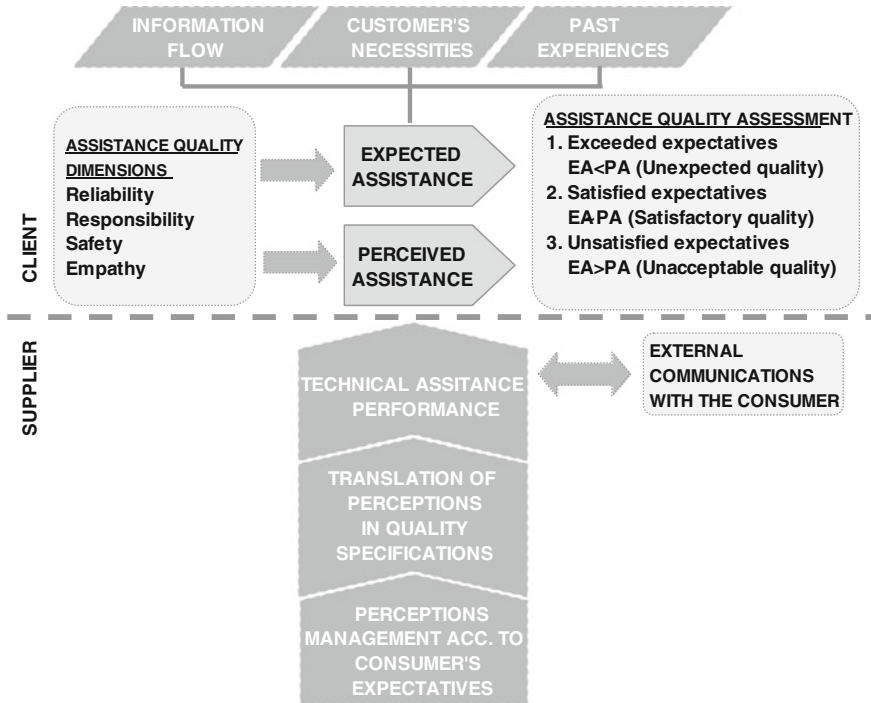 INFORMATION
FLOW
CUSTOMER'S
NECESSITIES
PAST
EXPERIENCES
ASSISTANCE QUALITY
DIMENSIONS
Reliability
Responsibility
Safety
Empathy
EXPECTED
ASSISTANCE
PERCEIVED
ASSISTANCE
ASSISTANCE QUALITY ASSESSMENT
1. Exceeded expectatives
EA<PA (Unexpected quality)
2. Satisfied expectatives
EAPA (Satisfactory quality)
3. Unsatisfied expectatives
EA>PA (Unacceptable quality)
CLIENT
SUPPLIER
TECHNICAL ASSITANCE
PERFORMANCE
EXTERNAL
COMMUNICATIONS
WITH THE CONSUMER
TRANSLATION OF
PERCEPTIONS
IN QUALITY
SPECIFICATIONS
PERCEPTIONS
MANAGEMENT ACC. TO
CONSUMER'S
EXPECTATIVES